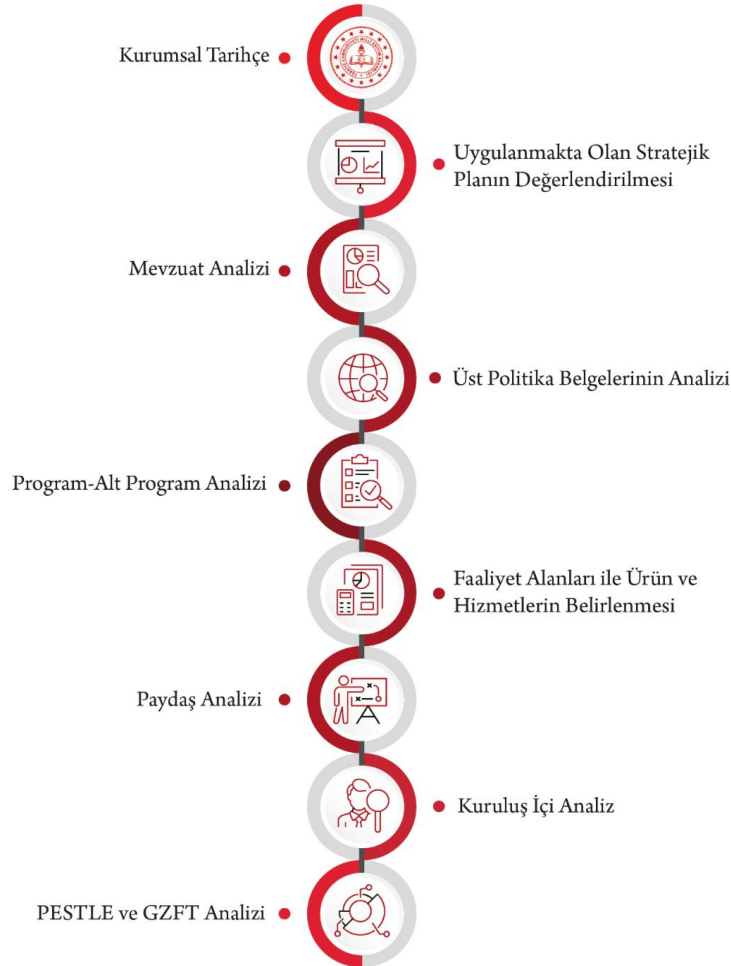 Kurumsal Tarihçe
Uygulanmakta Olan Stratejik
Planın Değerlendirilmesi
Mevzuat Analizi
Üst Politika Belgelerinin Analizi
Program-Alt Program Analizi
Faaliyet Alanları ile Ürün ve
Hizmetlerin Belirlenmesi
Paydaş Analizi
Kuruluş İçi Analiz
PESTLE ve GZFT Analizi